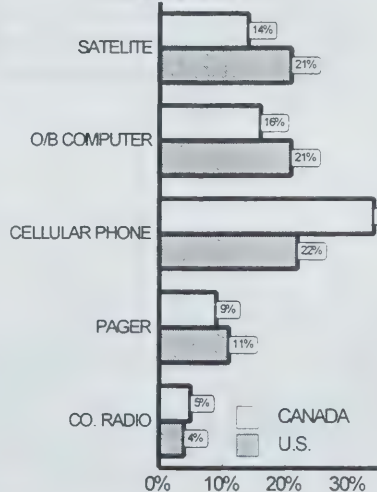 SATELITE
14%
21%
O/B COMPUTER
16%
21%
CELLULAR PHONE
22%
PAGER
9%
11%
CO. RADIO
5%
4%
CANADA
U.S.
0% 10% 20% 30%